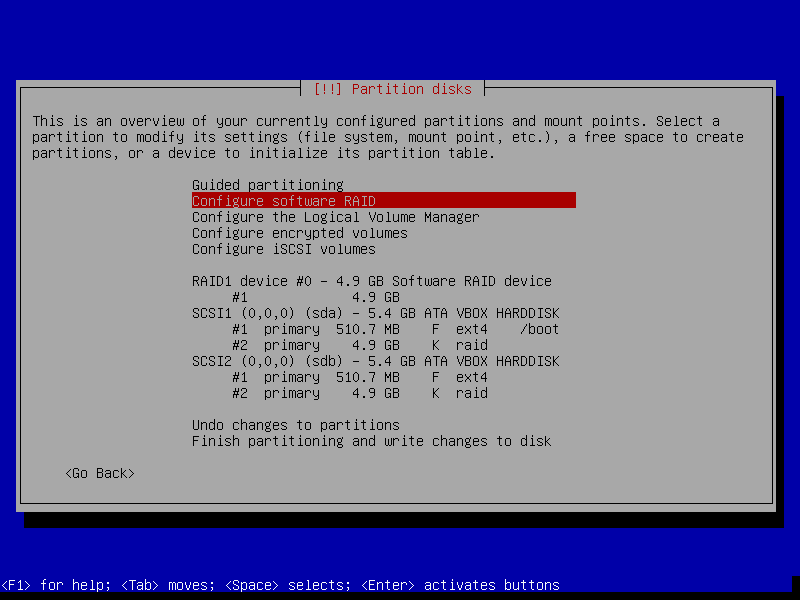 [!!] Partition disks
This is an overview of your currently configured partitions and mount points. Select a
partition to modify its settings (file system, mount point, etc.), a free space to create
partitions, or a device to initialize its partition table.
Guided partitioning
Configure software RAID
Configure the Logical Volume Manager
Configure encrypted volumes
Configure iSCSI volumes
RAID1 device #0 - 4.9 GB Software RAID device
#1 4.9 GB
SCSI1 (0,0,0) (sda) - 5.4 GB ATA VBOX HARDDISK
#1 primary 510.7 MB F ext4 /boot
#2 primary 4.9 GB K raid
SCSI2 (0,0,0) (sdb) - 5.4 GB ATA VBOX HARDDISK
#1 primary 510.7 MB F ext4
#2 primary 4.9 GB K raid
Undo changes to partitions
Finish partitioning and write changes to disk
<Go Back>
<F1> for help; <Tab> moves; <Space> selects; <Enter> activates buttons